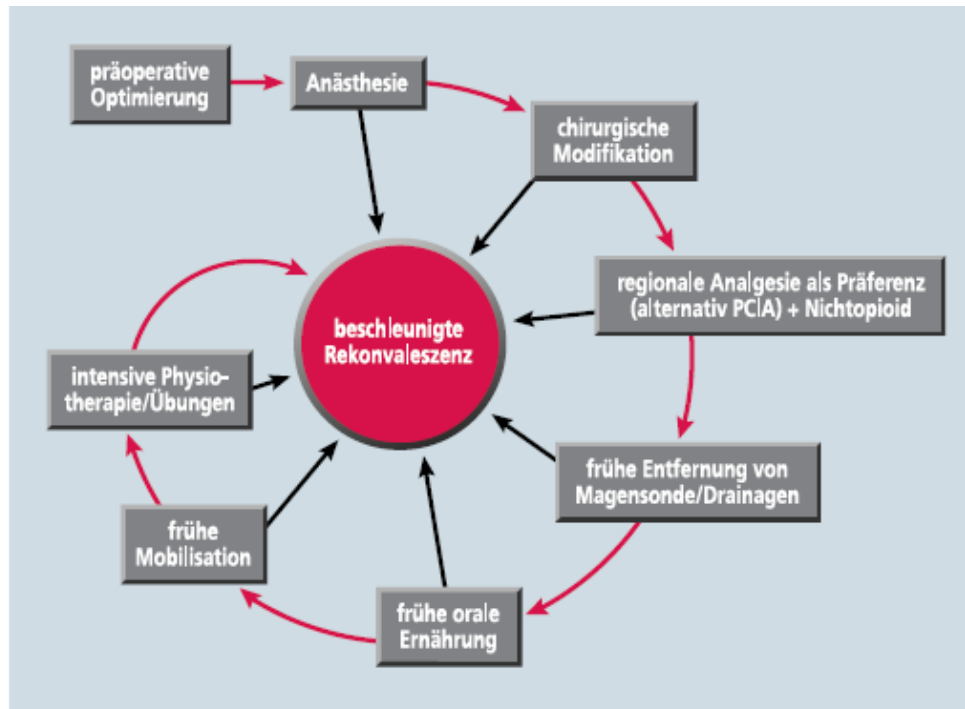 präoperative
Optimierung
Anästhesie
chirurgische
Modifikation
regionale Analgesie als Präferenz
(alternativ PCIA) + Nichtopioid
frühe Entfernung von
Magensonde/Drainagen
frühe orale
Ernährung
frühe
Mobilisation
intensive Physio-
therapie/Übungen
beschleunigte
Rekonvaleszenz